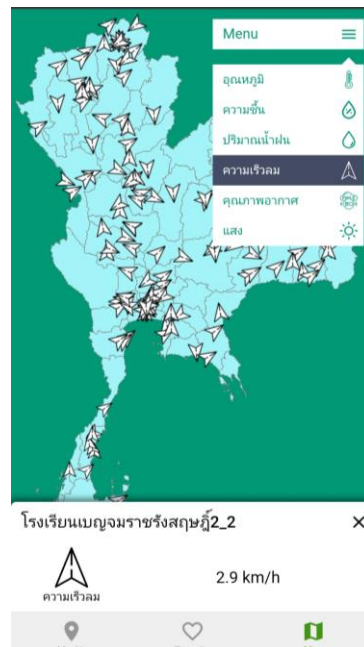 Menu
อุณหภูมิ
ความชื้น
ปริมาณน้ำฝน
ความเร็วลม
คุณภาพอากาศ
แสง
โรงเรียนเบญจมราชรังสฤษฎิ์2_2
ความเร็วลม
2.9 km/h